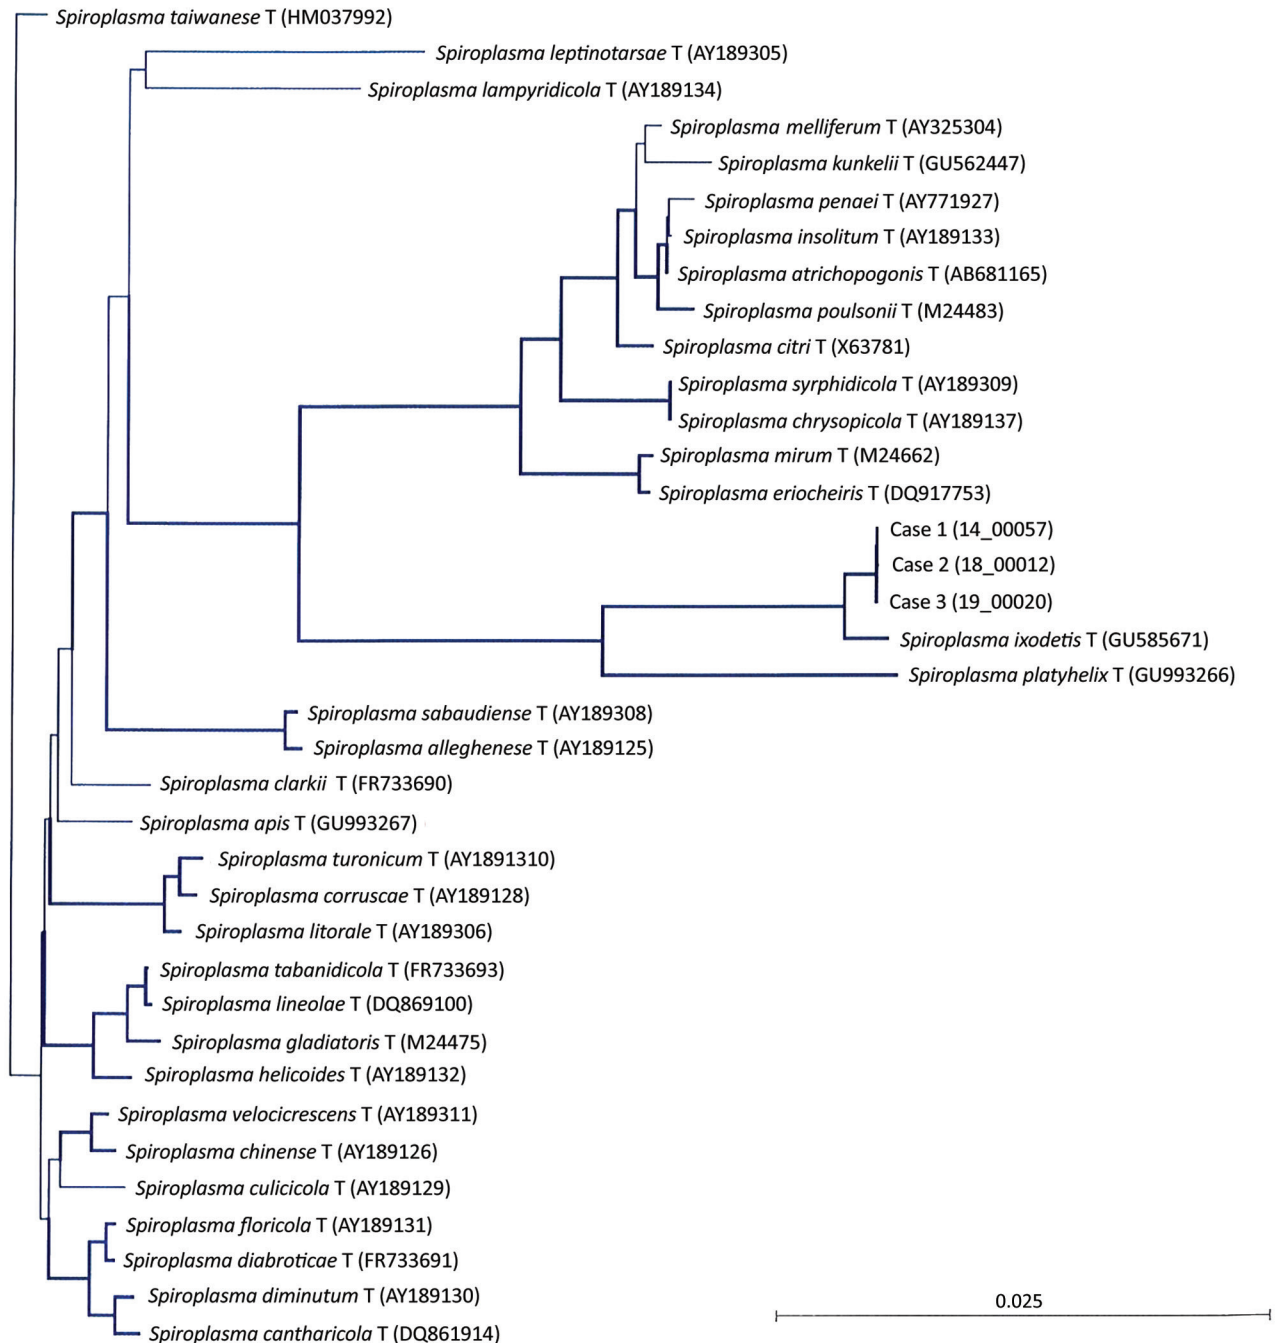 Spiroplasma taiwanese T (HM037992)
Spiroplasma leptinotarsae T (AY189305)
Spiroplasma lampyridicola T (AY189134)
Spiroplasma melliferum T (AY325304)
Spiroplasma kunkelii T (GU562447)
Spiroplasma penaei T (AY771927)
Spiroplasma insolitum T (AY189133)
Spiroplasma atrichopogonis T (AB681165)
Spiroplasma poulsonii T (M24483)
Spiroplasma citri T (X63781)
Spiroplasma syrphidicola T (AY189309)
Spiroplasma chrysopicola T (AY189137)
Spiroplasma mirum T (M24662)
Spiroplasma eriocheiris T (DQ917753)
Case 1 (14_00057)
Case 2 (18_00012)
Case 3 (19_00020)
Spiroplasma ixodetis T (GU585671)
Spiroplasma platyhelix T (GU993266)
Spiroplasma sabaudiense T (AY189308)
Spiroplasma alleghenese T (AY189125)
Spiroplasma clarkii T (FR733690)
Spiroplasma apis T (GU993267)
Spiroplasma turonicum T (AY1891310)
Spiroplasma corruscae T (AY189128)
Spiroplasma litorale T (AY189306)
Spiroplasma tabanidicola T (FR733693)
Spiroplasma lineolae T (DQ869100)
Spiroplasma gladiatoris T (M24475)
Spiroplasma helicoides T (AY189132)
Spiroplasma velocicrescens T (AY189311)
Spiroplasma chinense T (AY189126)
Spiroplasma culicicola T (AY189129)
Spiroplasma floricola T (AY189131)
Spiroplasma diabroticae T (FR733691)
Spiroplasma diminutum T (AY189130)
0.025
Spiroplasma cantharicola T (DQ861914)